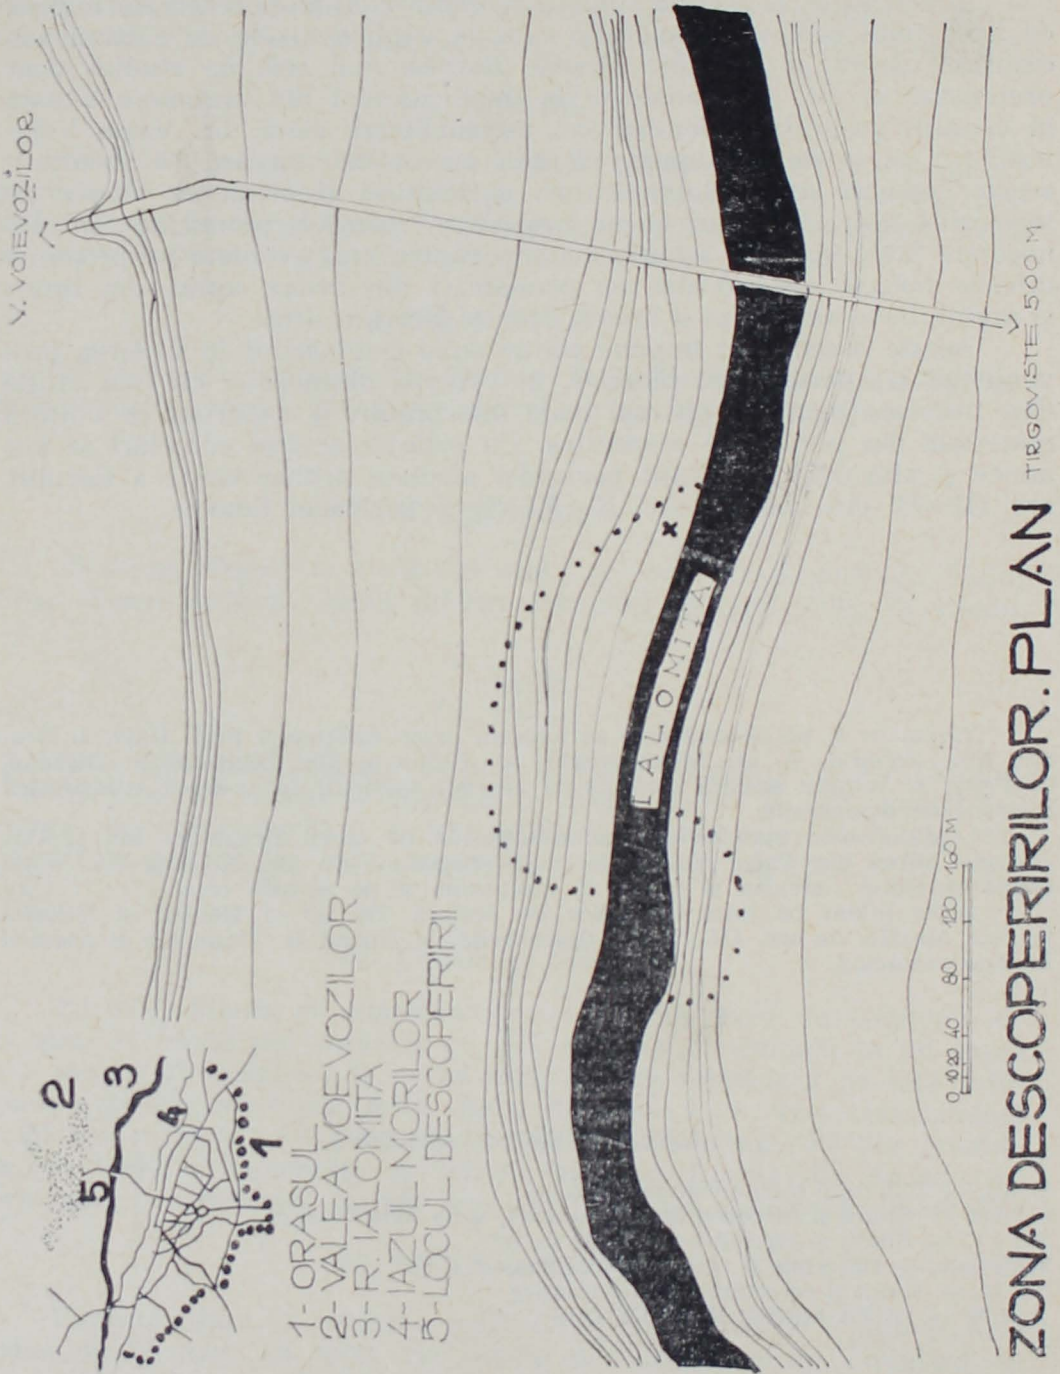 V. VOIEVOZILOR
2
3
4
5
1
1- ORASUL
2- VALEA VOEVOZILOR
3- R. IALOMITA
4- IAZUL MORILOR
5- LOCUL DESCOPERIRII
x
IALOMITA
0 10 20 40 80 120 160 M
TIRGOVISTE 500 M
ZONA DESCOPERIRILOR. PLAN